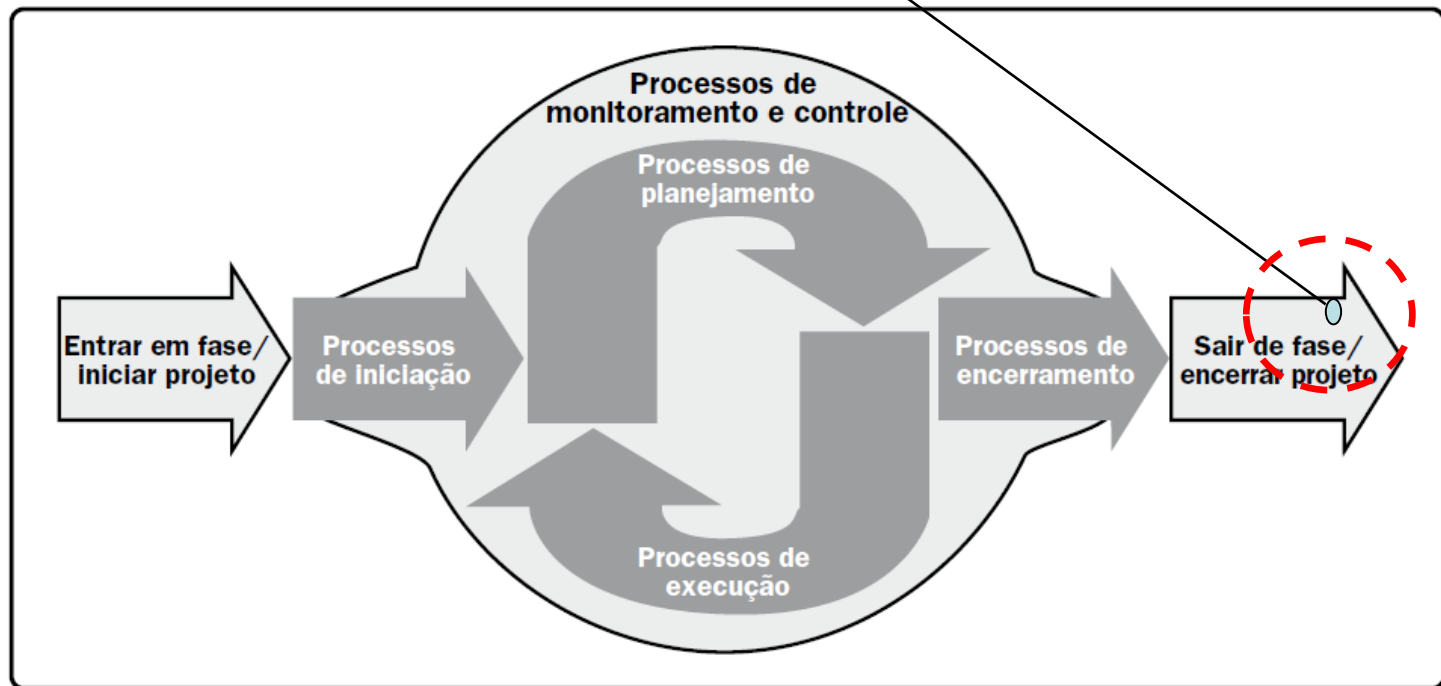 Processos de
monItoramento e controle
Processos de
planejamento
Entrar em fase/
iniciar projeto
Processos
de iniciação
Processos de
encerramento
Sair de fase/
encerrar projeto
Processos de
execução